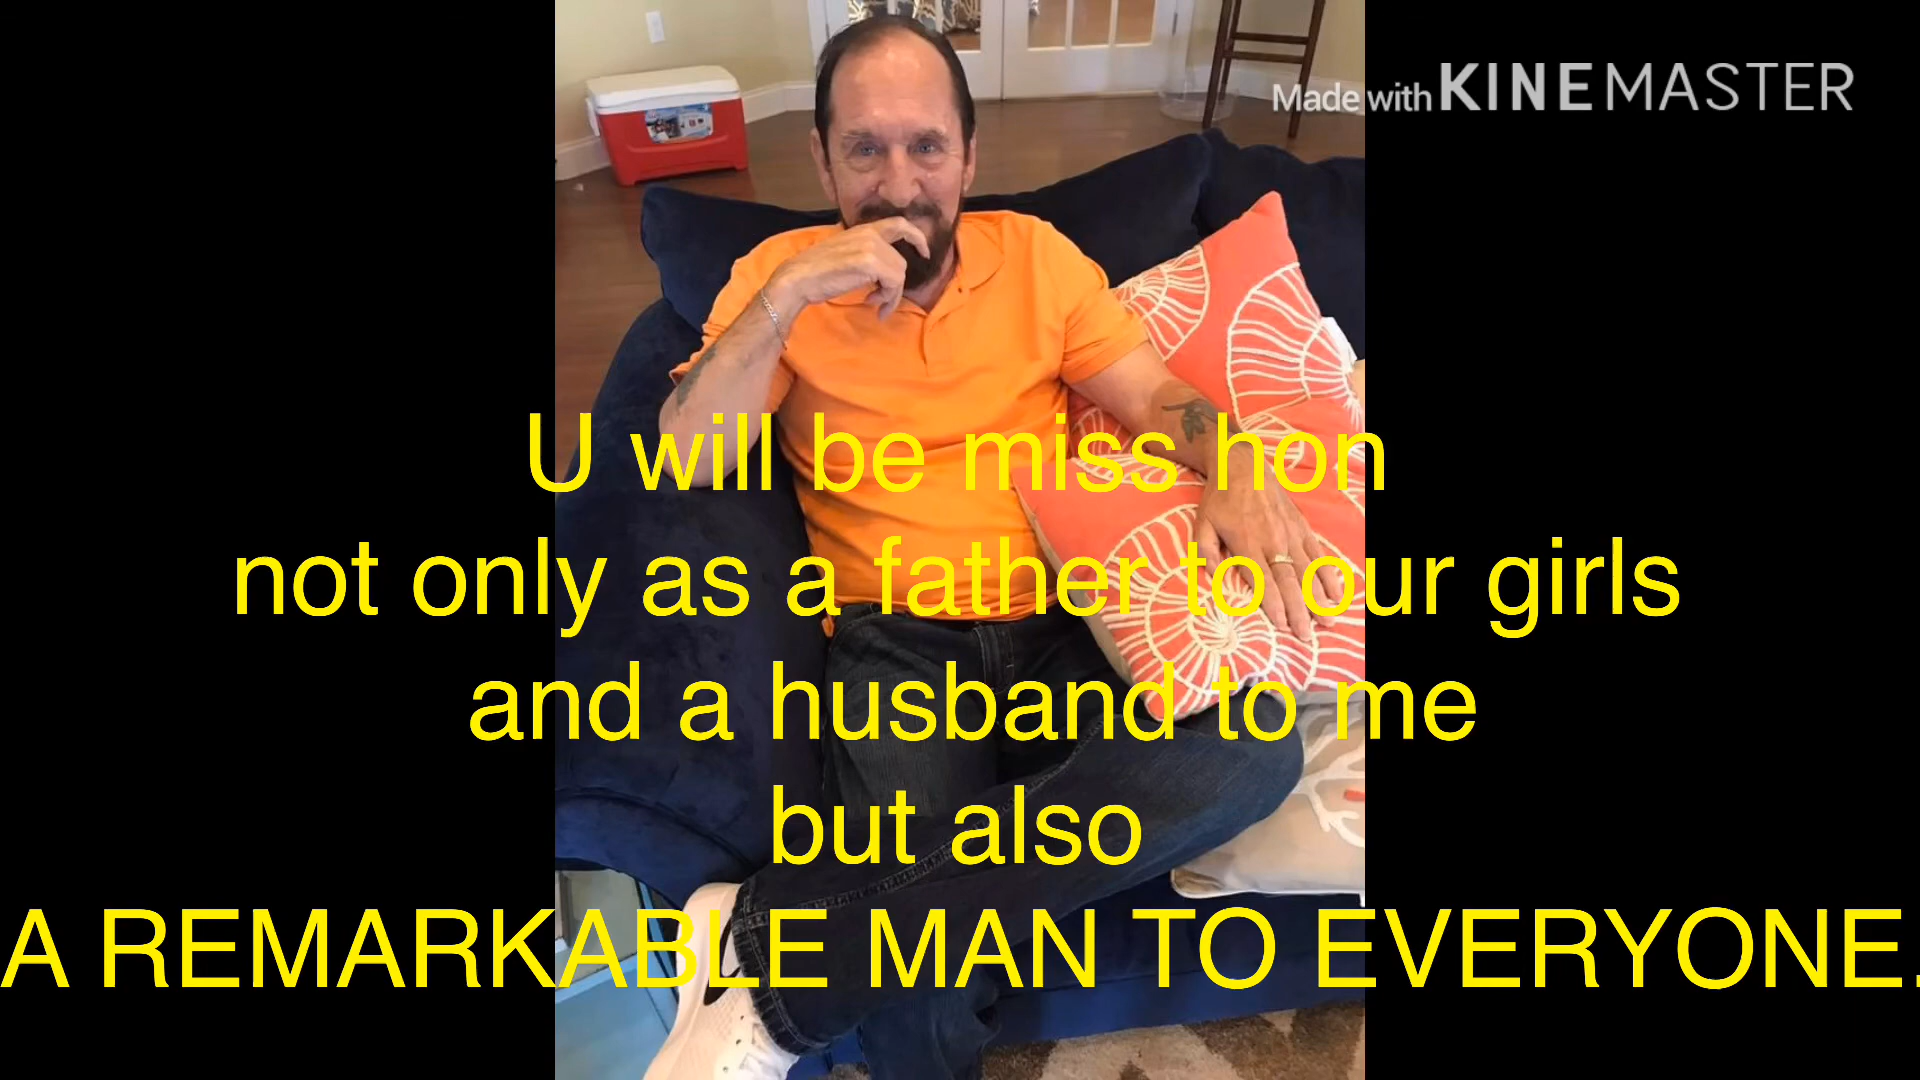 Made with KINEMASTER
U will be miss hon
not only as a father to our girls
and a husband to me
but also
A REMARKABLE MAN TO EVERYONE.